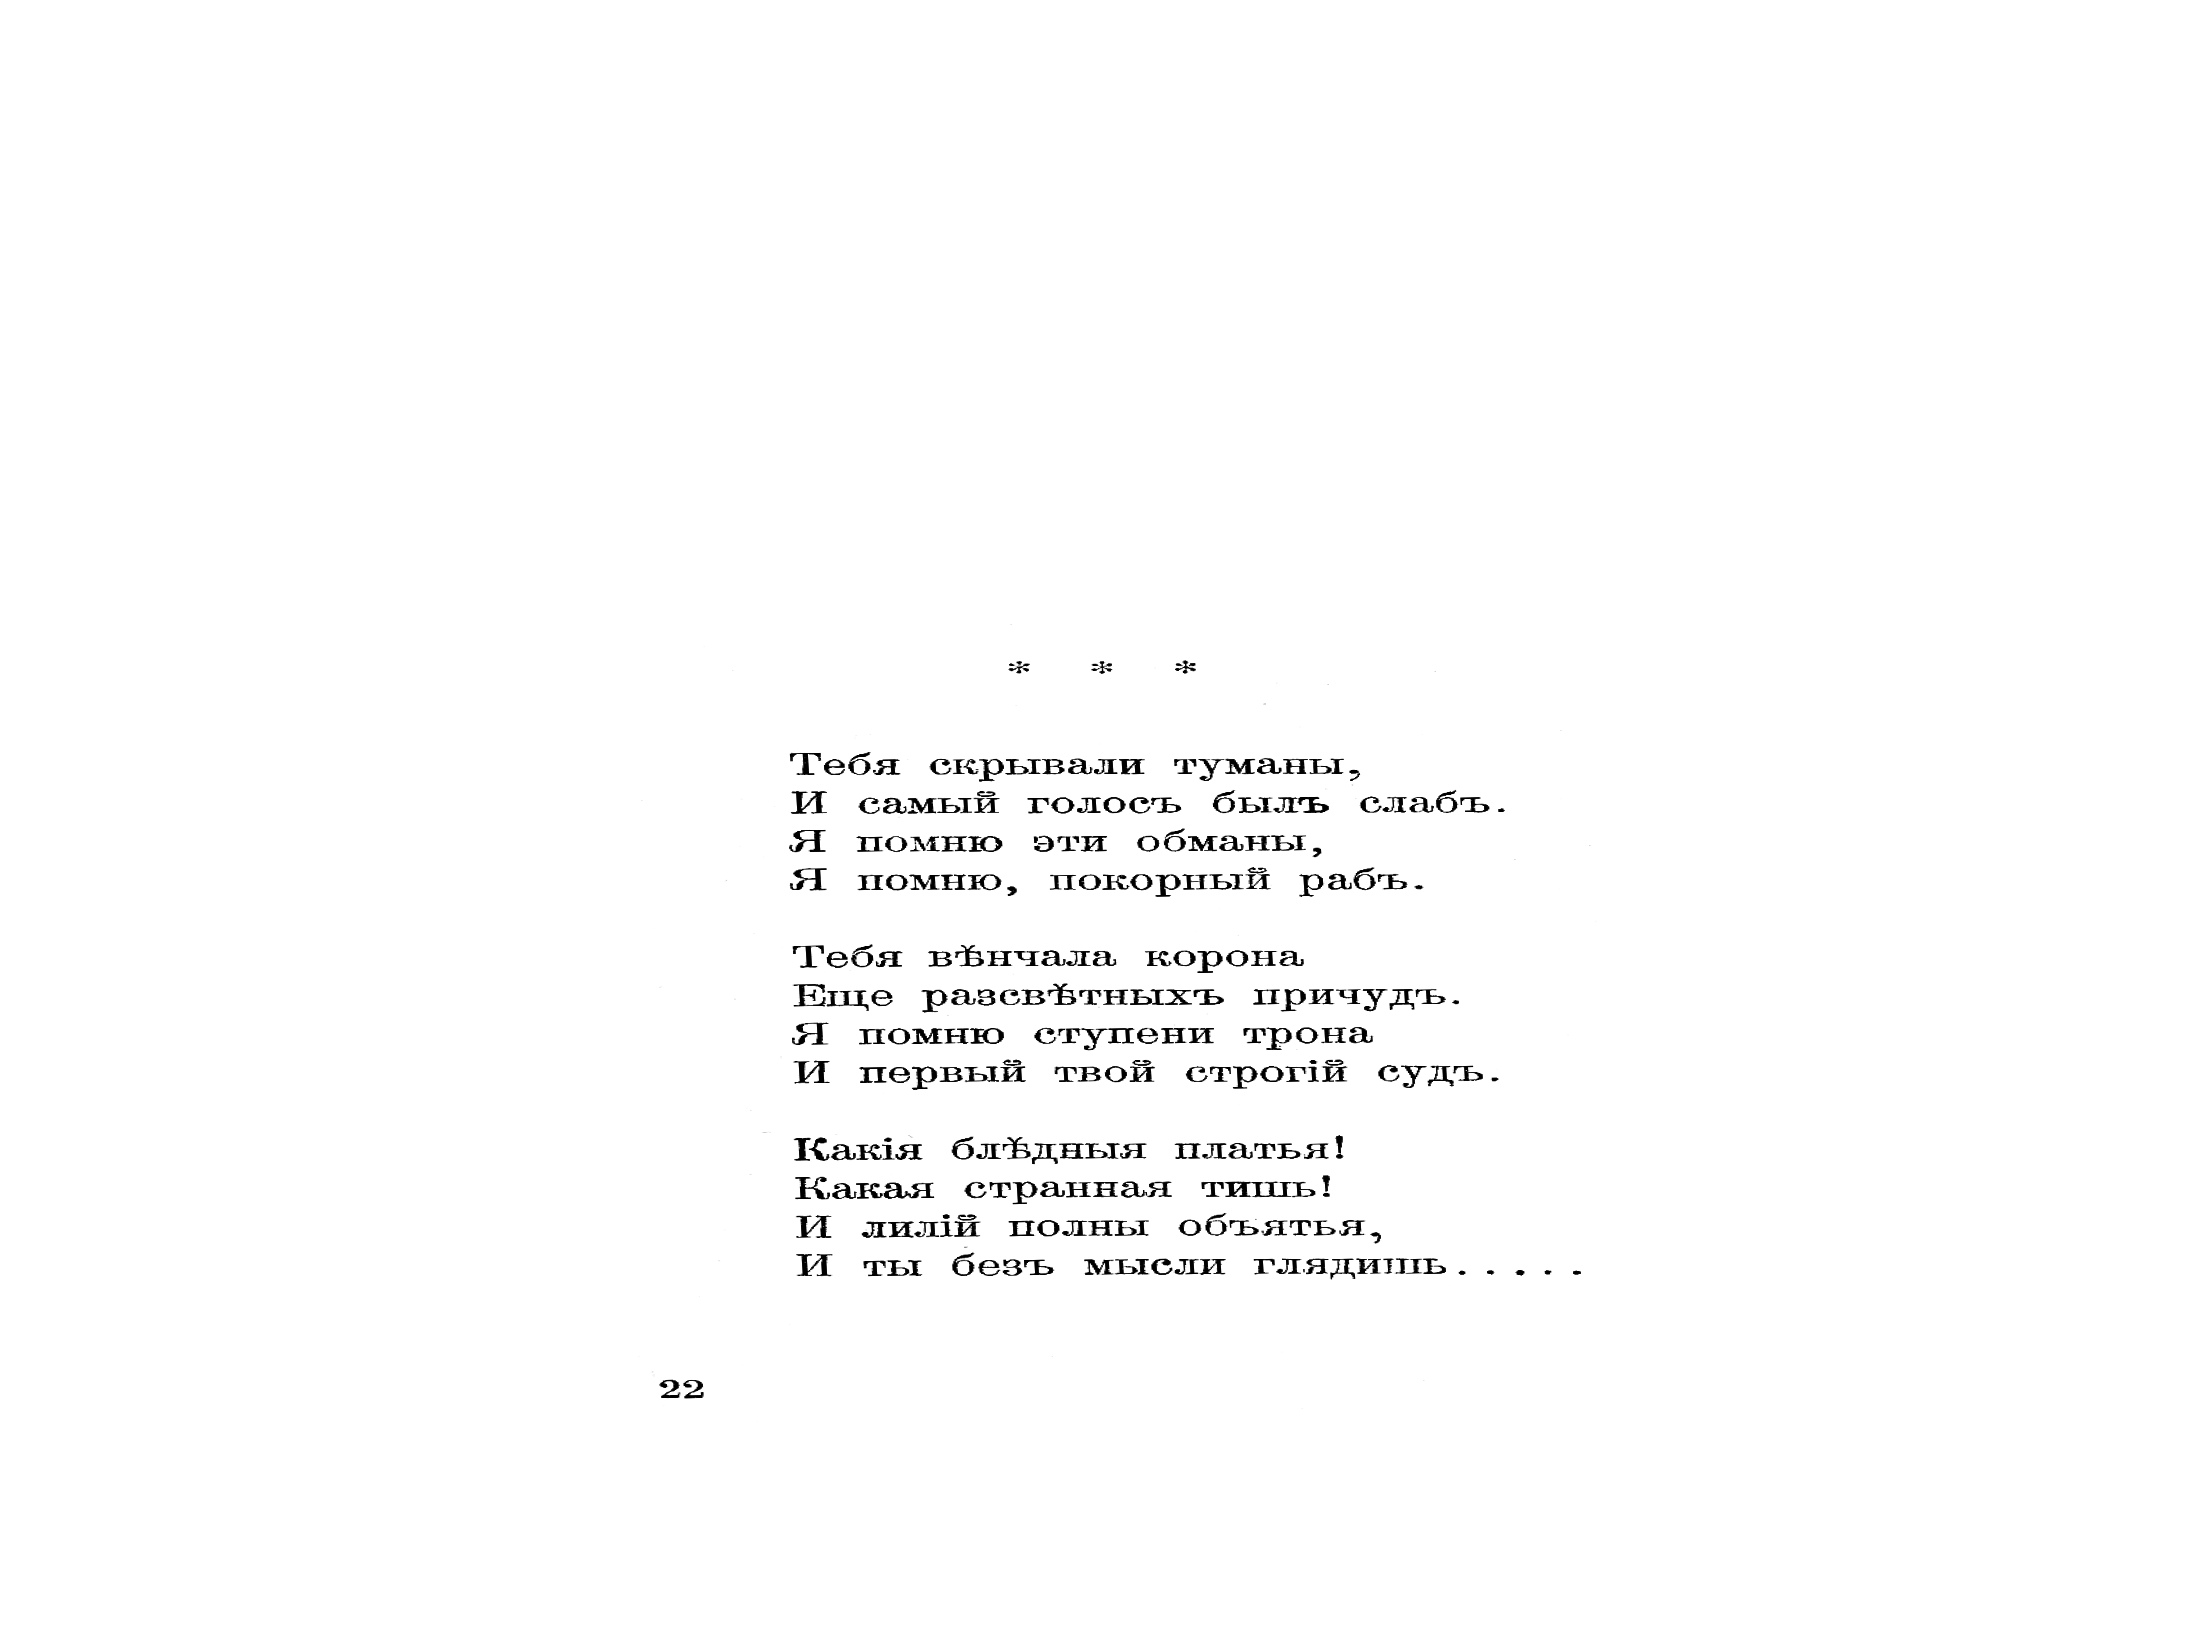 * * *
Тебя скрывали туманы,
И самый голосъ былъ слабъ.
Я помню эти обманы,
Я помню, покорный рабъ.
Тебя вѣнчала корона
Еще разсвѣтныхъ причудъ.
Я помню ступени трона
И первый твой строгій судъ.
Какія блѣдныя платья!
Какая странная тишь!
И лилій полны объятья,
И ты безъ мысли глядишь.....
22